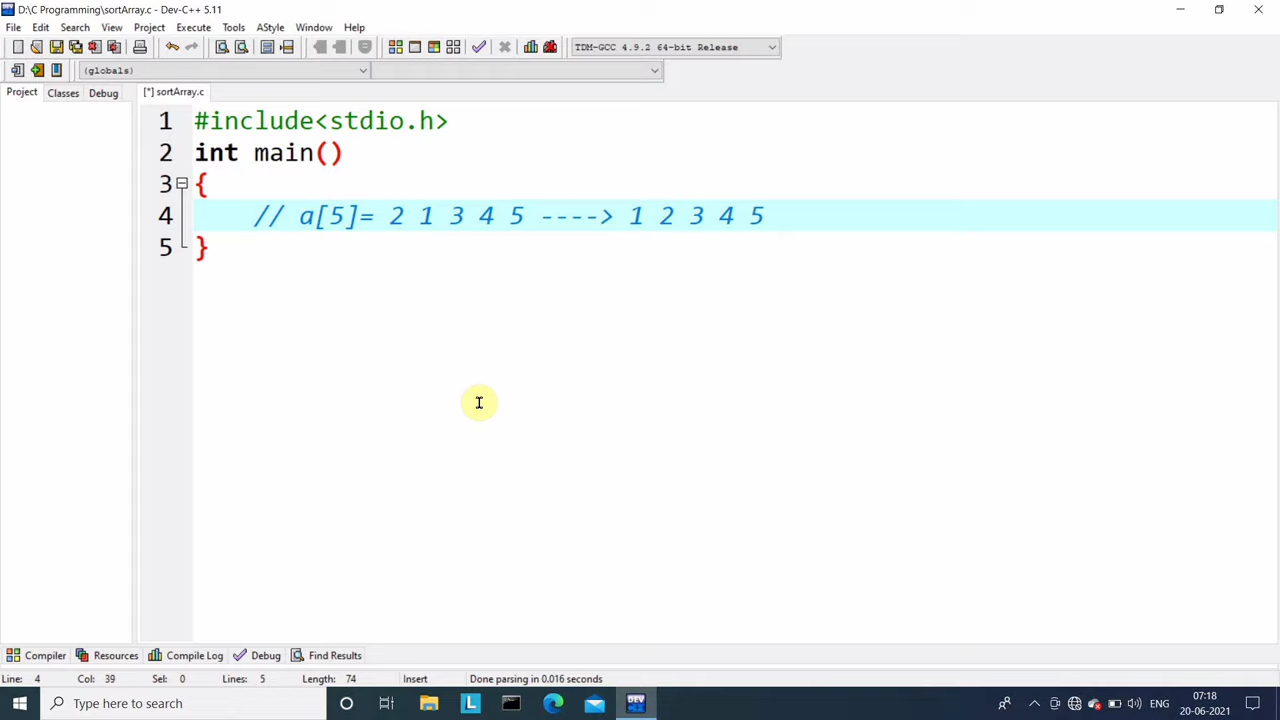 D:\C Programming\sortArray.c - Dev-C++ 5.11
File Edit Search View Project Execute Tools AStyle Window Help
TDM-GCC 4.9.2 64-bit Release
(globals)
Project Classes Debug [*] sortArray.c
1 #include<stdio.h>
2 int main()
3 {
4 // a[5]= 2 1 3 4 5 ----> 1 2 3 4 5
5 }
Compiler Resources Compile Log Debug Find Results
Line: 4 Col: 39 Sel: 0 Lines: 5 Length: 74 Insert Done parsing in 0.016 seconds
Type here to search L DEV ENG 07:18
20-06-2021